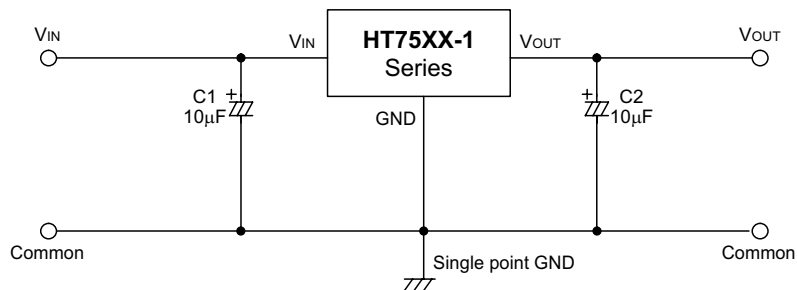 VIN
VIN
HT75XX-1
Series
VOUT
VOUT
+
C1
10μF
GND
+
C2
10μF
Common
Single point GND
Common